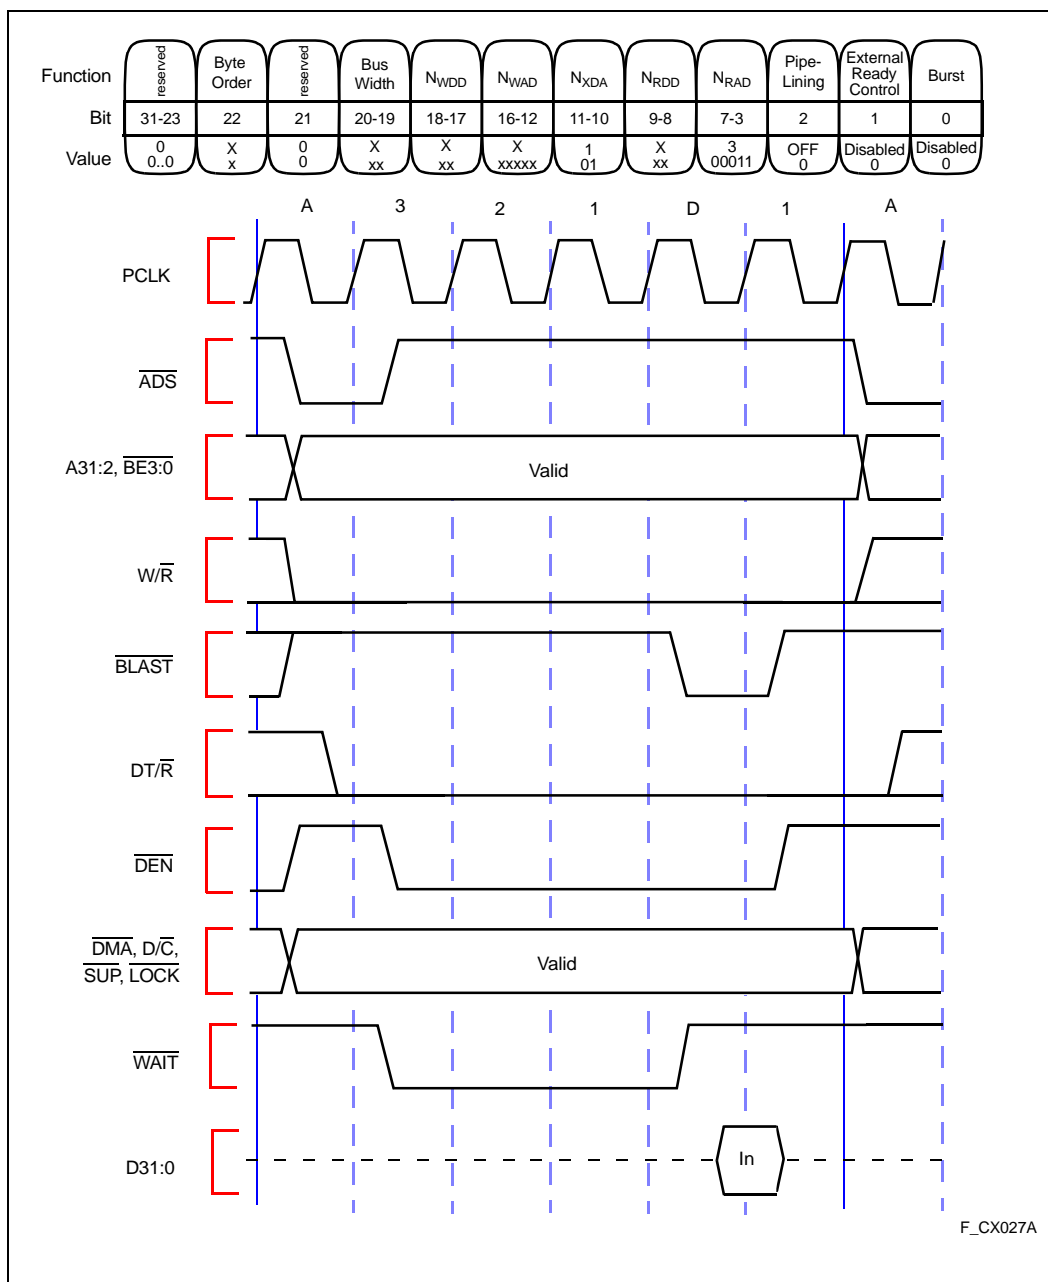 Function reserved Byte Order reserved Bus Width NWDD NWAD NXDA NRDD NRAD Pipe-Lining External Ready Control Burst
Bit 31-23 22 21 20-19 18-17 16-12 11-10 9-8 7-3 2 1 0
Value 0 X 0 X X X 1 X 3 OFF Disabled Disabled
0..0 x 0 xx xx xxxxx 01 xx 00011 0 0 0
A 3 2 1 D 1 A
PCLK
ADS
A31:2, BE3:0 Valid
W/R
BLAST
DT/R
DEN
DMA, D/C,
SUP, LOCK Valid
WAIT
D31:0 In
F_CX027A